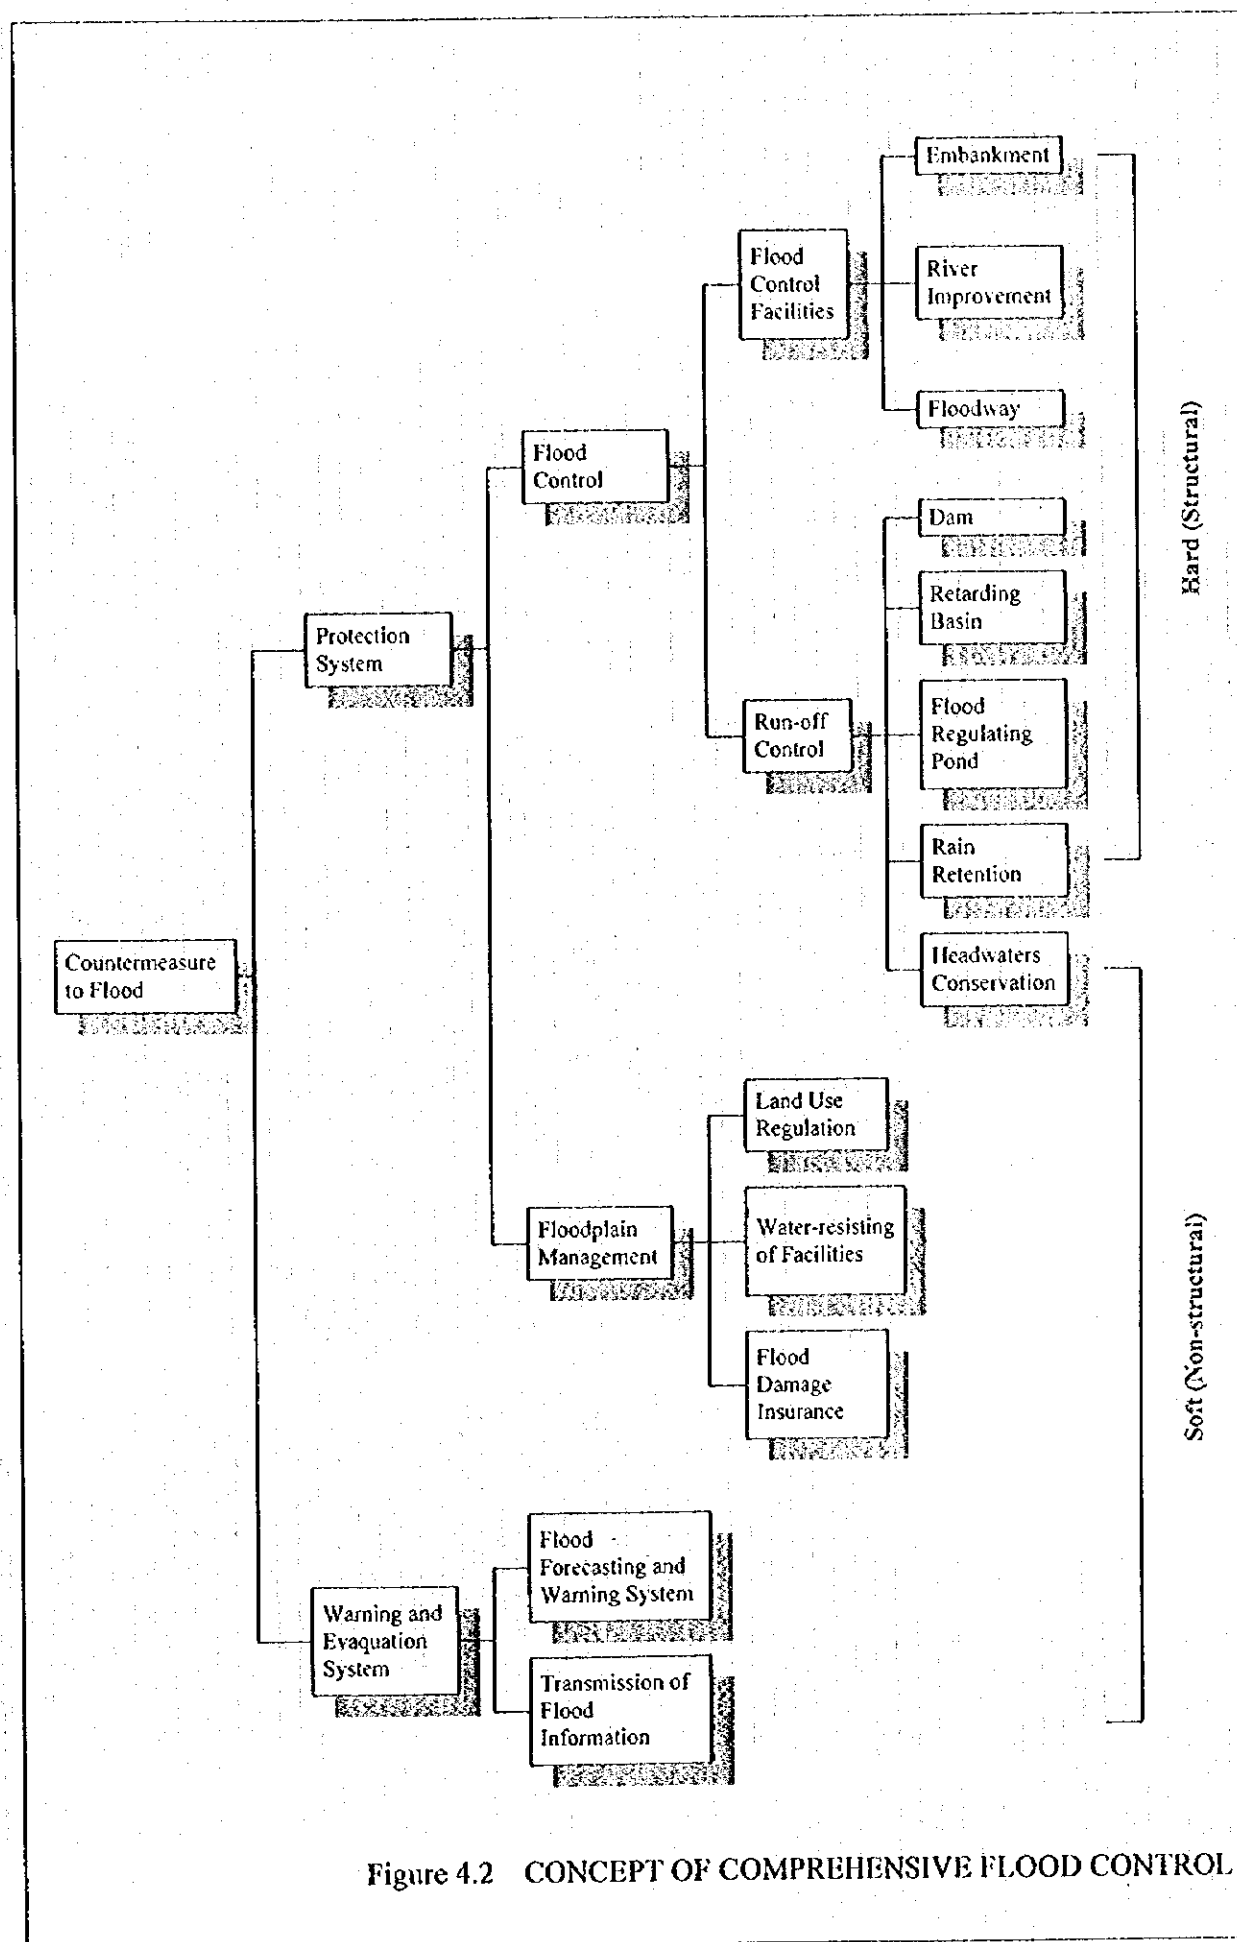 Embankment
Flood
Control
Facilities
River
Improvement
Floodway
Flood
Control
Dam
Retarding
Basin
Protection
System
Run-off
Control
Flood
Regulating
Pond
Rain
Retention
Hard (Structural)
Countermeasure
to Flood
Headwaters
Conservation
Land Use
Regulation
Floodplain
Management
Water-resisting
of Facilities
Flood
Damage
Insurance
Soft (Non-structural)
Flood
Forecasting and
Warning System
Warning and
Evaquation
System
Transmission of
Flood
Information
Figure 4.2 CONCEPT OF COMPREHENSIVE FLOOD CONTROL